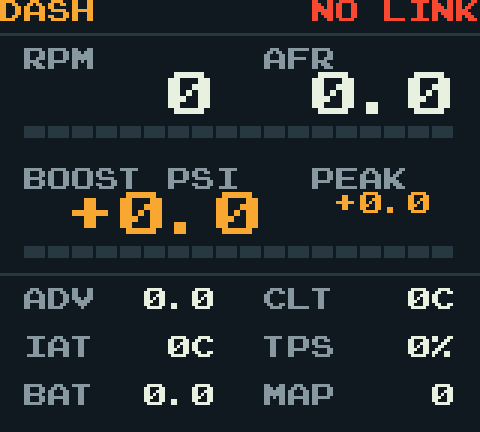 DASH NO LINK
RPM AFR
0 0.0
BOOST PSI PEAK
+0.0 +0.0
ADV 0.0 CLT 0C
IAT 0C TPS 0%
BAT 0.0 MAP 0